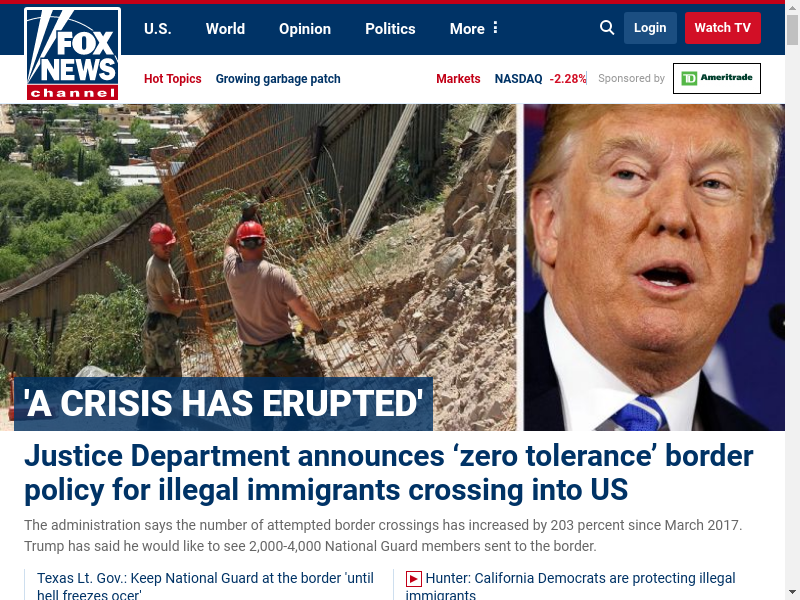 FOX
NEWS
channel
U.S. World Opinion Politics More Login Watch TV
Hot Topics Growing garbage patch Markets NASDAQ -2.28% Sponsored by TD Ameritrade
'A CRISIS HAS ERUPTED'
Justice Department announces ‘zero tolerance’ border
policy for illegal immigrants crossing into US
The administration says the number of attempted border crossings has increased by 203 percent since March 2017.
Trump has said he would like to see 2,000-4,000 National Guard members sent to the border.
Texas Lt. Gov.: Keep National Guard at the border 'until
hell freezes ocer'
Hunter: California Democrats are protecting illegal
immigrants